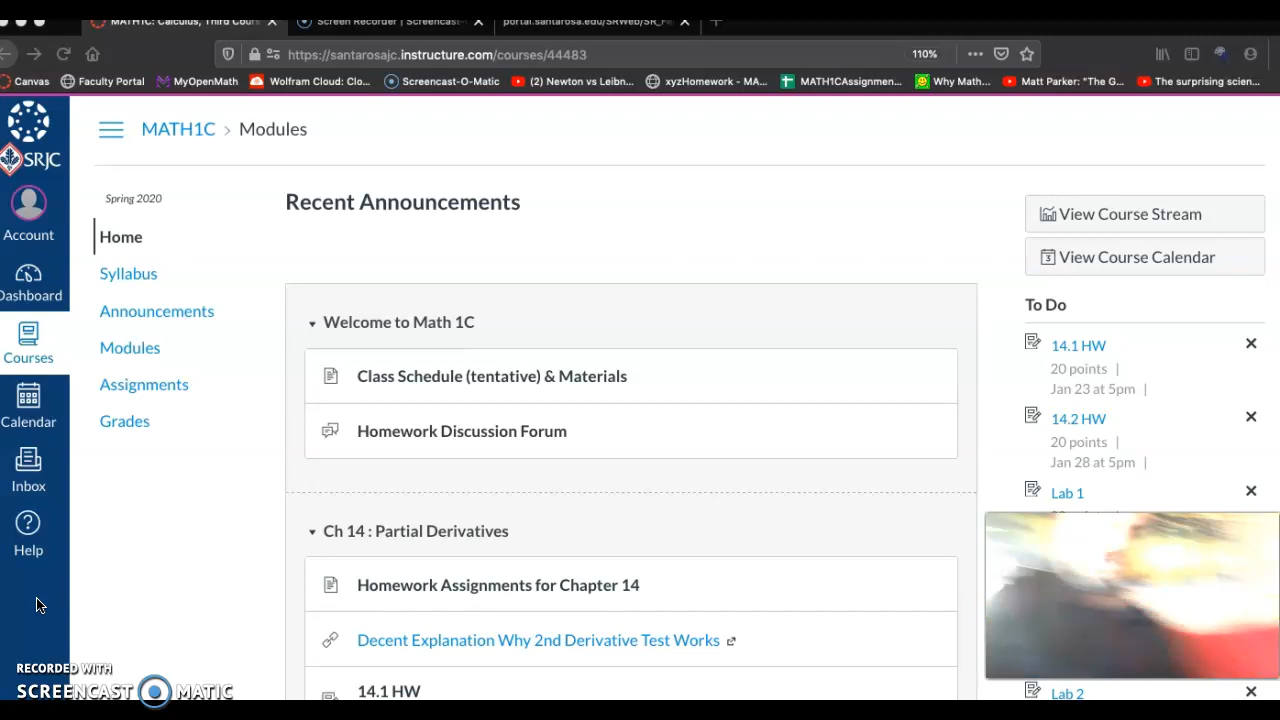 MATH1C: Calculus, Third Cours
Screen Recorder | Screencast-
portal.santarosa.edu/SRWeb/SR_
https://santarosajc.instructure.com/courses/44483
110%
Canvas
Faculty Portal
MyOpenMath
Wolfram Cloud: Clo...
Screencast-O-Matic
(2) Newton vs Leibn...
xyzHomework - MA...
MATH1CAssignmen...
Why Math...
Matt Parker: "The G...
The surprising scien...
SRJC
Account
Dashboard
Courses
Calendar
Inbox
Help
MATH1C > Modules
Spring 2020
Home
Syllabus
Announcements
Modules
Assignments
Grades
Recent Announcements
Welcome to Math 1C
Class Schedule (tentative) & Materials
Homework Discussion Forum
Ch 14 : Partial Derivatives
Homework Assignments for Chapter 14
Decent Explanation Why 2nd Derivative Test Works
14.1 HW
View Course Stream
3
View Course Calendar
To Do
14.1 HW
20 points |
Jan 23 at 5pm |
14.2 HW
20 points |
Jan 28 at 5pm |
Lab 1
Lab 2
RECORDED WITH
SCREENCAST MATIC